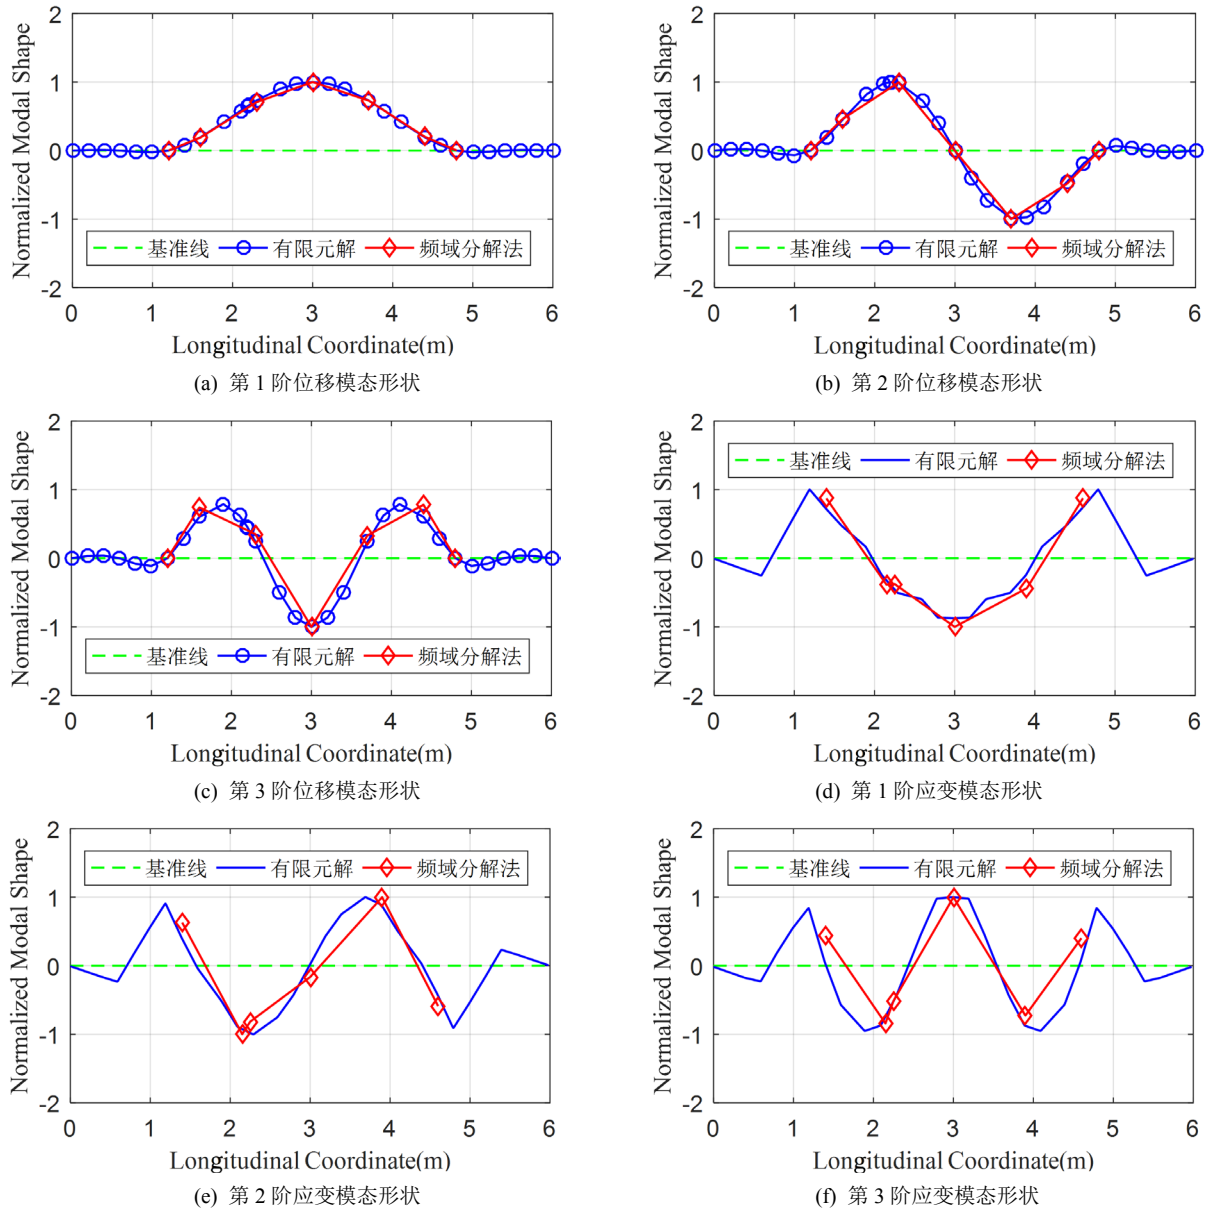 2
1
0
-1
-2
Normalized Modal Shape
基准线 有限元解 频域分解法
0 1 2 3 4 5 6
Longitudinal Coordinate(m)
(a) 第 1 阶位移模态形状
2
1
0
-1
-2
Normalized Modal Shape
基准线 有限元解 频域分解法
0 1 2 3 4 5 6
Longitudinal Coordinate(m)
(b) 第 2 阶位移模态形状
2
1
0
-1
-2
Normalized Modal Shape
基准线 有限元解 频域分解法
0 1 2 3 4 5 6
Longitudinal Coordinate(m)
(c) 第 3 阶位移模态形状
2
1
0
-1
-2
Normalized Modal Shape
基准线 有限元解 频域分解法
0 1 2 3 4 5 6
Longitudinal Coordinate(m)
(d) 第 1 阶应变模态形状
2
1
0
-1
-2
Normalized Modal Shape
基准线 有限元解 频域分解法
0 1 2 3 4 5 6
Longitudinal Coordinate(m)
(e) 第 2 阶应变模态形状
2
1
0
-1
-2
Normalized Modal Shape
基准线 有限元解 频域分解法
0 1 2 3 4 5 6
Longitudinal Coordinate(m)
(f) 第 3 阶应变模态形状